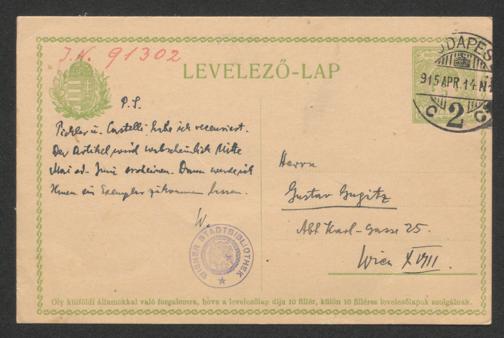 J.N. 91302
LEVELEZŐ-LAP
BUDAPEST
915 APR. 14
2
P.S.
Pichler u. Castelli habe ich recensiert.
Der Artikel wird wahrscheinlich Mitte
Mai od. Juni erscheinen. Dann werde ich
Ihnen ein Exemplar zukommen lassen.
W.
WIENER STADTBIBLIOTHEK
Herrn
Gustav Gugitz
Abt Karl-Gasse 25.
Wien XVIII.
Oly külföldi államokkal való forgalomra, hova a levelezőlap díja 10 fillér, külön 10 filléres levelezőlapok szolgálnak.